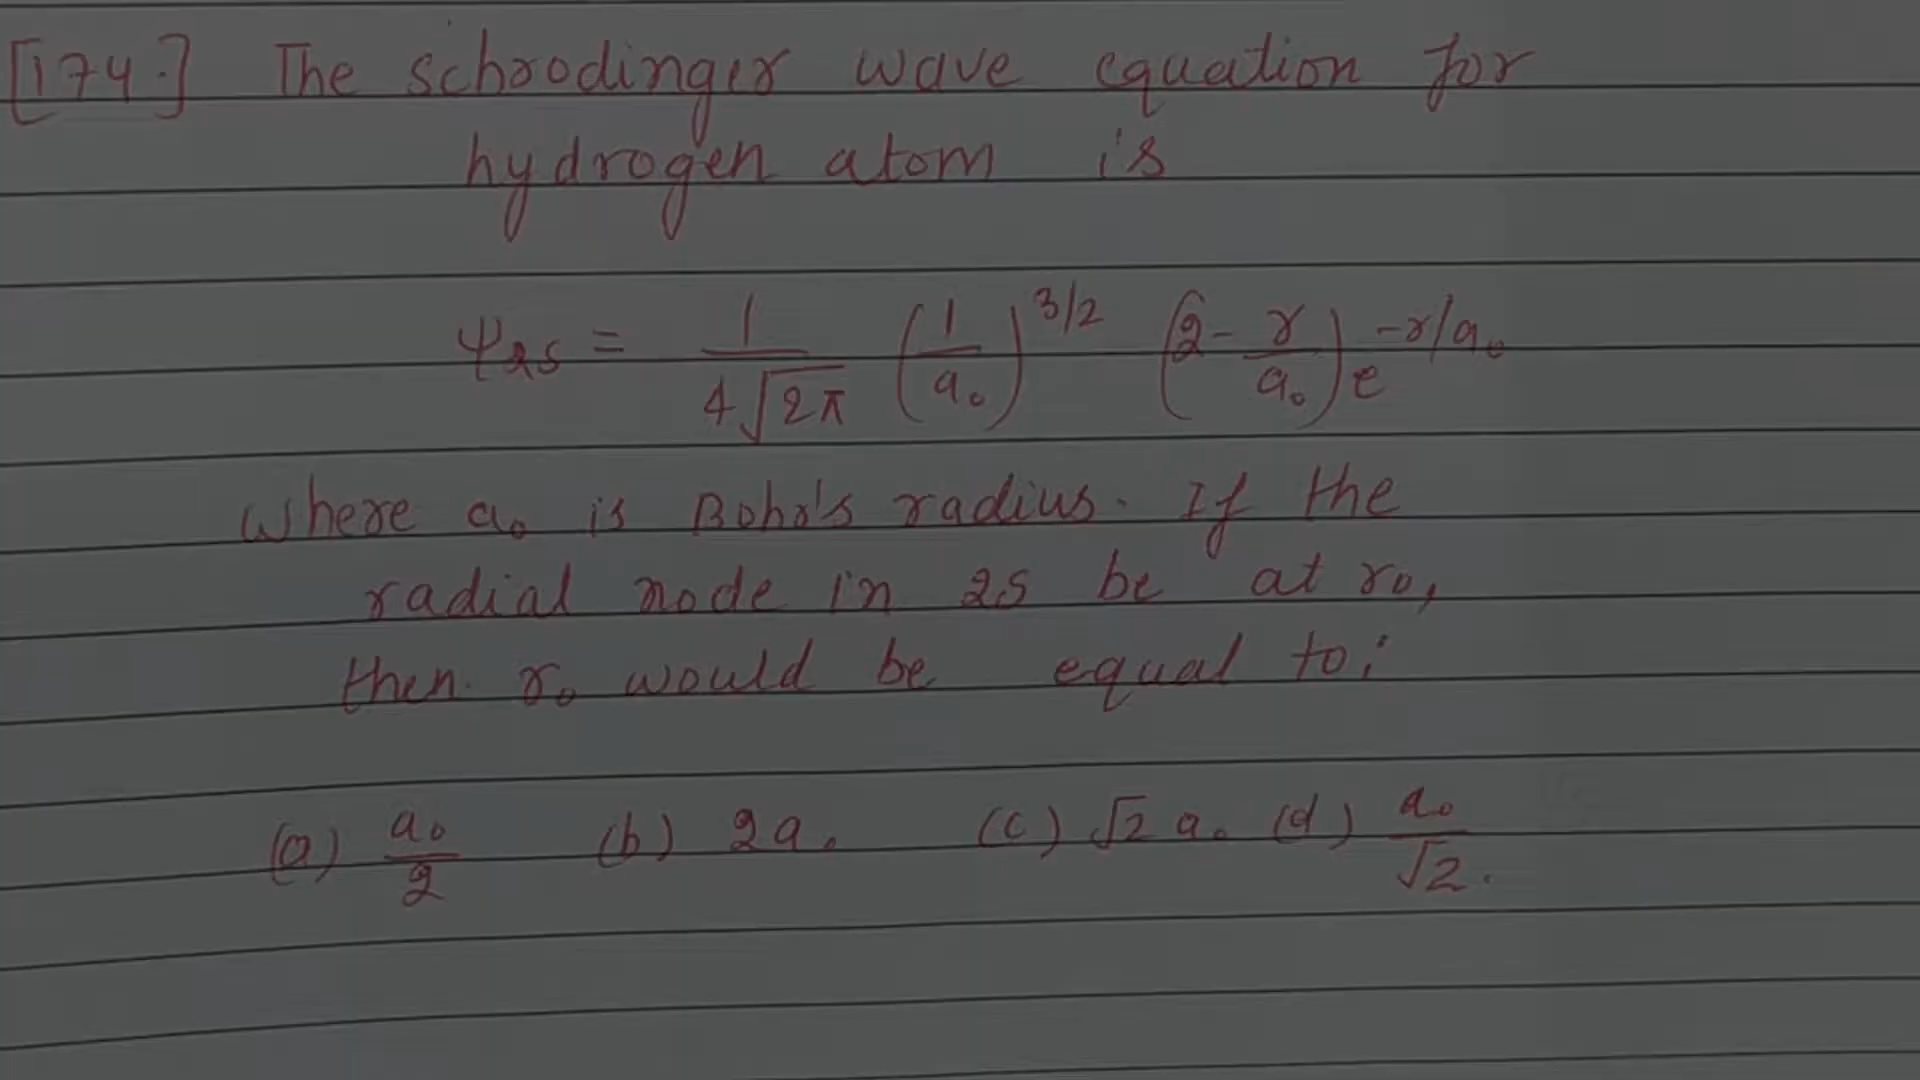 [174.] The schrodinger wave equation for
hydrogen atom is
ψ2s = 1/(4√2π) (1/a₀)^3/2 (2 - r/a₀) e^-r/a₀
where a₀ is Bohr's radius. If the
radial node in 2s be at r₀,
then r₀ would be equal to:
(a) a₀/2 (b) 2a₀ (c) √2 a₀ (d) a₀/√2.